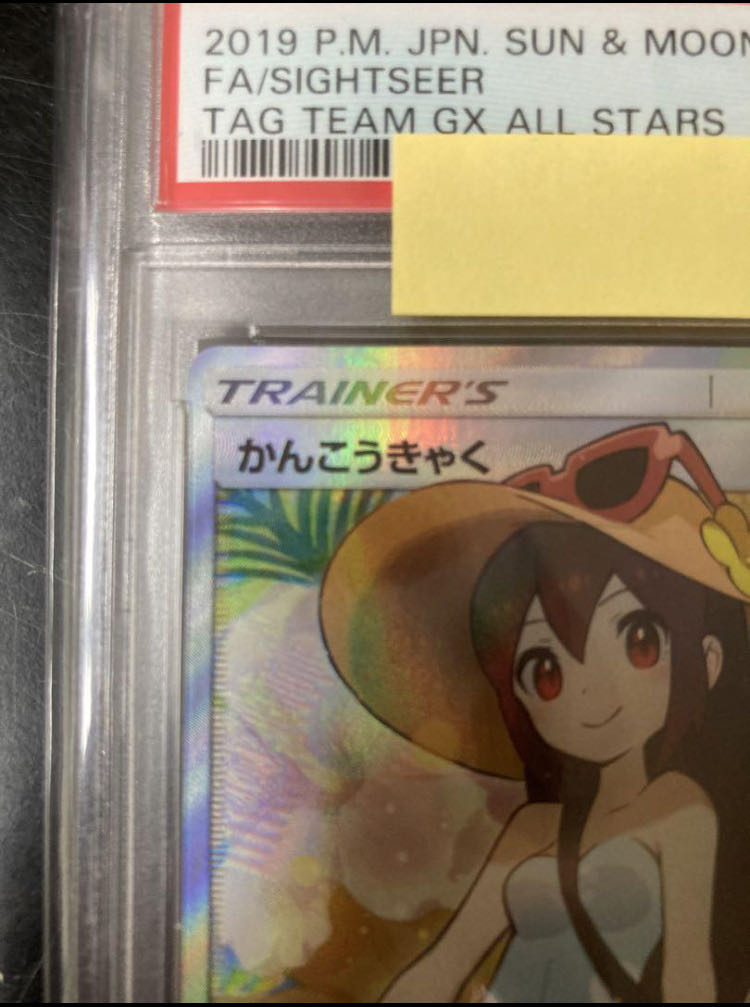 2019 P.M. JPN. SUN & MOON
FA/SIGHTSEER
TAG TEAM GX ALL STARS
TRAINER'S
かんこうきゃく